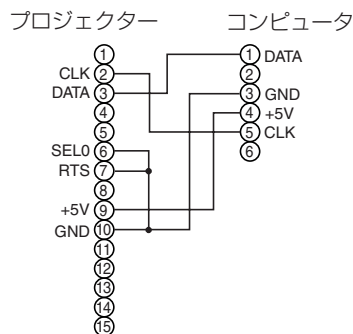 プロジェクター
コンピュータ
1
CLK 2
DATA 3
4
5
SEL0 6
RTS 7
8
+5V 9
GND 10
11
12
13
14
15
1 DATA
2
3 GND
4 +5V
5 CLK
6